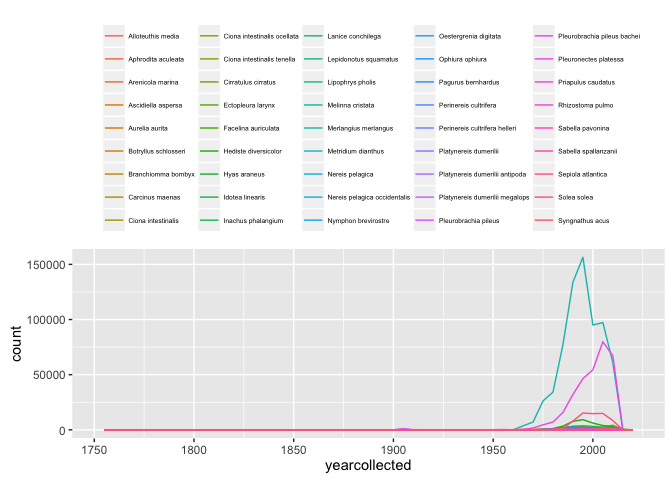 Alloteuthis media
Aphrodita aculeata
Arenicola marina
Ascidiella aspersa
Aurelia aurita
Botryllus schlosseri
Branchiomma bombyx
Carcinus maenas
Ciona intestinalis
Ciona intestinalis ocellata
Ciona intestinalis tenella
Cirratulus cirratus
Ectopleura larynx
Facelina auriculata
Hediste diversicolor
Hyas araneus
Idotea linearis
Inachus phalangium
Lanice conchilega
Lepidonotus squamatus
Lipophrys pholis
Melinna cristata
Merlangius merlangus
Metridium dianthus
Nereis pelagica
Nereis pelagica occidentalis
Nymphon brevirostre
Oestergrenia digitata
Ophiura ophiura
Pagurus bernhardus
Perinereis cultrifera
Perinereis cultrifera helleri
Platynereis dumerilii
Platynereis dumerilii antipoda
Platynereis dumerilii megalops
Pleurobrachia pileus
Pleurobrachia pileus bachei
Pleuronectes platessa
Priapulus caudatus
Rhizostoma pulmo
Sabella pavonina
Sabella spallanzanii
Sepiola atlantica
Solea solea
Syngnathus acus
150000
100000
50000
0
count
1750
1800
1850
1900
1950
2000
yearcollected